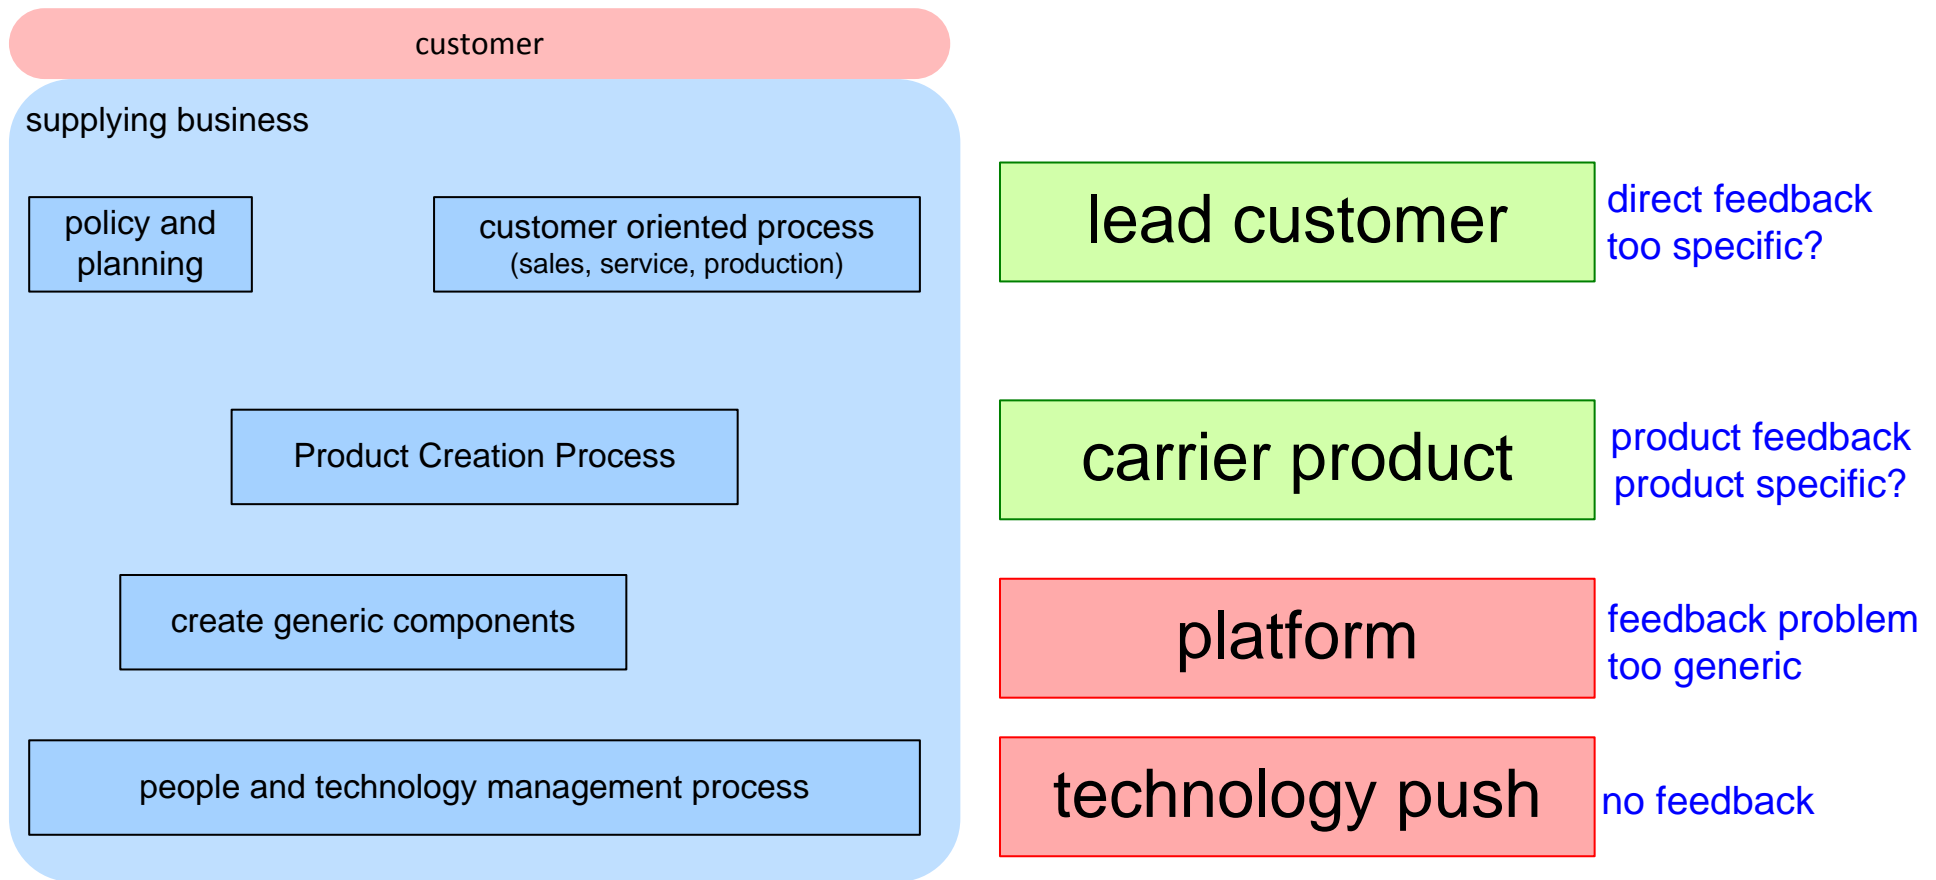 customer
supplying business
policy and
planning
customer oriented process
(sales, service, production)
lead customer
direct feedback
too specific?
Product Creation Process
carrier product
product feedback
product specific?
create generic components
platform
feedback problem
too generic
people and technology management process
technology push
no feedback